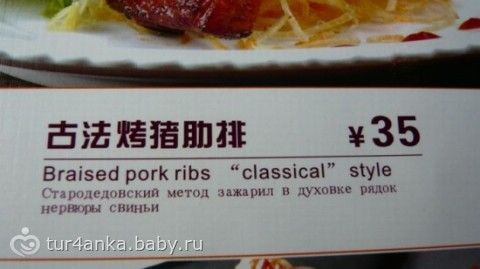 古法烤猪肋排 ¥35
Braised pork ribs “classical” style
Стародедовский метод зажарил в духовке рядок
нервюры свиньи
tur4anka.baby.ru